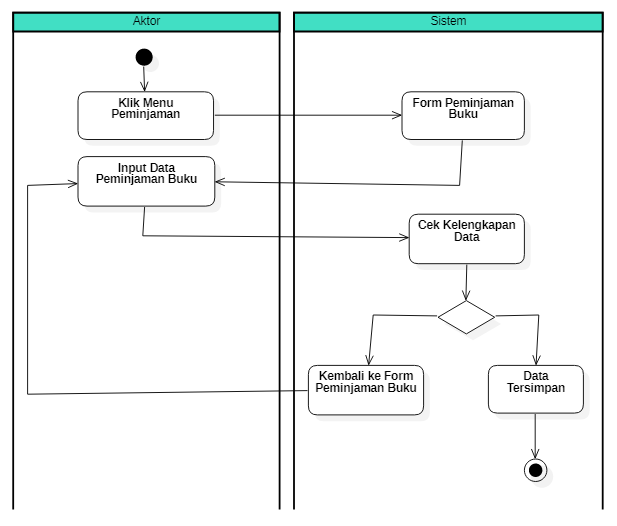 Aktor
Sistem
Klik Menu
Peminjaman
Form Peminjaman
Buku
Input Data
Peminjaman Buku
Cek Kelengkapan
Data
Kembali ke Form
Peminjaman Buku
Data
Tersimpan